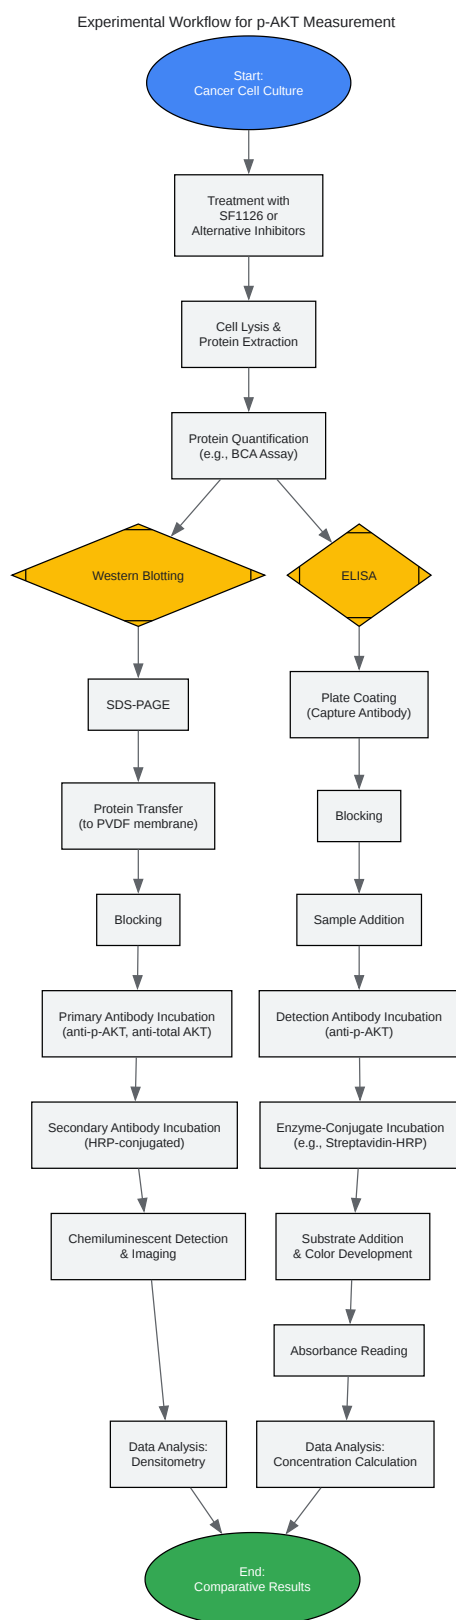 Experimental Workflow for p-AKT Measurement
Start:
Cancer Cell Culture
Treatment with
SF1126 or
Alternative Inhibitors
Cell Lysis &
Protein Extraction
Protein Quantification
(e.g., BCA Assay)
Western Blotting
ELISA
SDS-PAGE
Plate Coating
(Capture Antibody)
Protein Transfer
(to PVDF membrane)
Blocking
Blocking
Sample Addition
Primary Antibody Incubation
(anti-p-AKT, anti-total AKT)
Detection Antibody Incubation
(anti-p-AKT)
Secondary Antibody Incubation
(HRP-conjugated)
Enzyme-Conjugate Incubation
(e.g., Streptavidin-HRP)
Chemiluminescent Detection
& Imaging
Substrate Addition
& Color Development
Absorbance Reading
Data Analysis:
Densitometry
Data Analysis:
Concentration Calculation
End:
Comparative Results